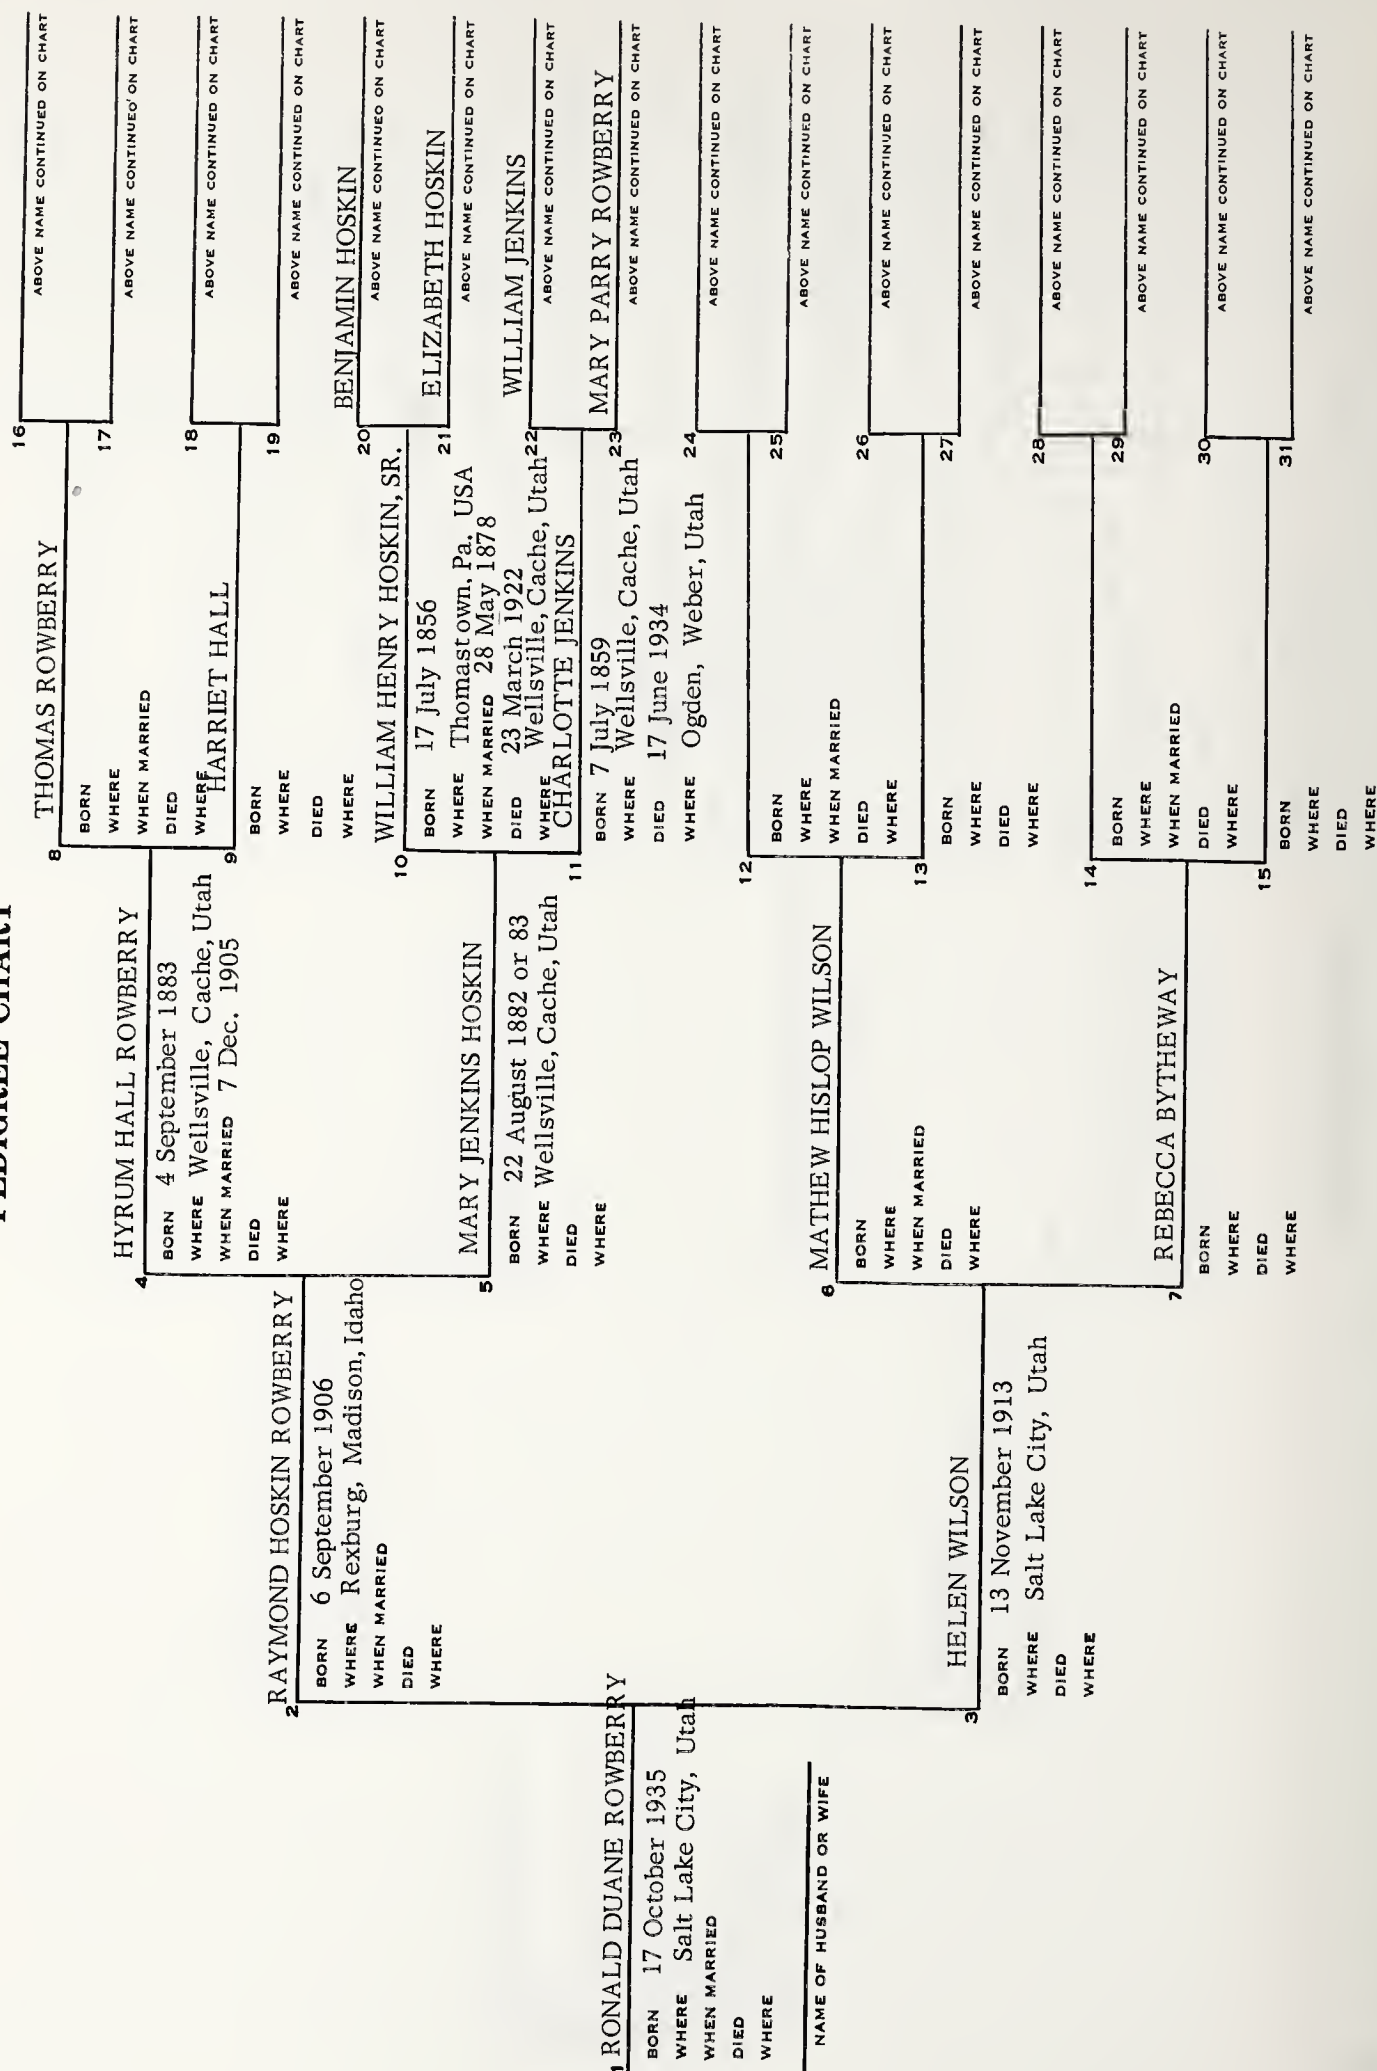 PEDIGREE CHART
1 RONALD DUANE ROWBERRY
BORN 17 October 1935
WHERE Salt Lake City, Utah
WHEN MARRIED
DIED
WHERE
NAME OF HUSBAND OR WIFE
2 RAYMOND HOSKIN ROWBERRY
BORN 6 September 1906
WHERE Rexburg, Madison, Idaho
WHEN MARRIED
DIED
WHERE
3 HELEN WILSON
BORN 13 November 1913
WHERE Salt Lake City, Utah
DIED
WHERE
4 HYRUM HALL ROWBERRY
BORN 4 September 1883
WHERE Wellsville, Cache, Utah
WHEN MARRIED 7 Dec. 1905
DIED
WHERE
5 MARY JENKINS HOSKIN
BORN 22 August 1882 or 83
WHERE Wellsville, Cache, Utah
DIED
WHERE
6 MATHEW HISLOP WILSON
BORN
WHERE
WHEN MARRIED
DIED
WHERE
7 REBECCA BYTHEWAY
BORN
WHERE
DIED
WHERE
8 THOMAS ROWBERRY
BORN
WHERE
WHEN MARRIED
DIED
WHERE
9 HARRIET HALL
BORN
WHERE
DIED
WHERE
10 WILLIAM HENRY HOSKIN, SR.
BORN 17 July 1856
WHERE Thomastown, Pa. USA
WHEN MARRIED 28 May 1878
DIED 23 March 1922
WHERE Wellsville, Cache, Utah
11 CHARLOTTE JENKINS
BORN 7 July 1859
WHERE Wellsville, Cache, Utah
DIED 17 June 1934
WHERE Ogden, Weber, Utah
12
BORN
WHERE
WHEN MARRIED
DIED
WHERE
13
BORN
WHERE
DIED
WHERE
14
BORN
WHERE
WHEN MARRIED
DIED
WHERE
15
BORN
WHERE
DIED
WHERE
16
ABOVE NAME CONTINUED ON CHART
17
ABOVE NAME CONTINUED ON CHART
18
ABOVE NAME CONTINUED ON CHART
19
ABOVE NAME CONTINUED ON CHART
20 BENJAMIN HOSKIN
ABOVE NAME CONTINUED ON CHART
21 ELIZABETH HOSKIN
ABOVE NAME CONTINUED ON CHART
22 WILLIAM JENKINS
ABOVE NAME CONTINUED ON CHART
23 MARY PARRY ROWBERRY
ABOVE NAME CONTINUED ON CHART
24
ABOVE NAME CONTINUED ON CHART
25
ABOVE NAME CONTINUED ON CHART
26
ABOVE NAME CONTINUED ON CHART
27
ABOVE NAME CONTINUED ON CHART
28
ABOVE NAME CONTINUED ON CHART
29
ABOVE NAME CONTINUED ON CHART
30
ABOVE NAME CONTINUED ON CHART
31
ABOVE NAME CONTINUED ON CHART